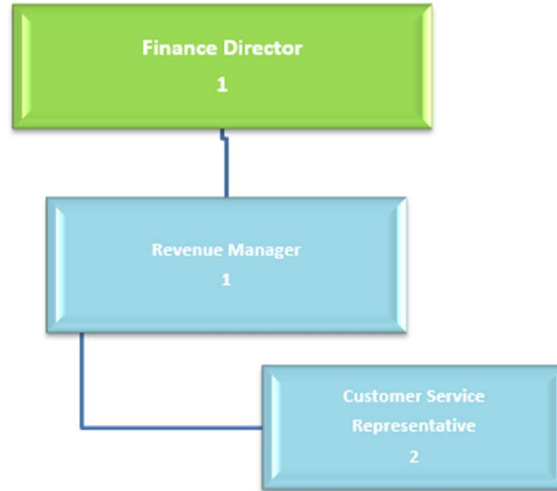 Finance Director
1
Revenue Manager
1
Customer Service
Representative
2